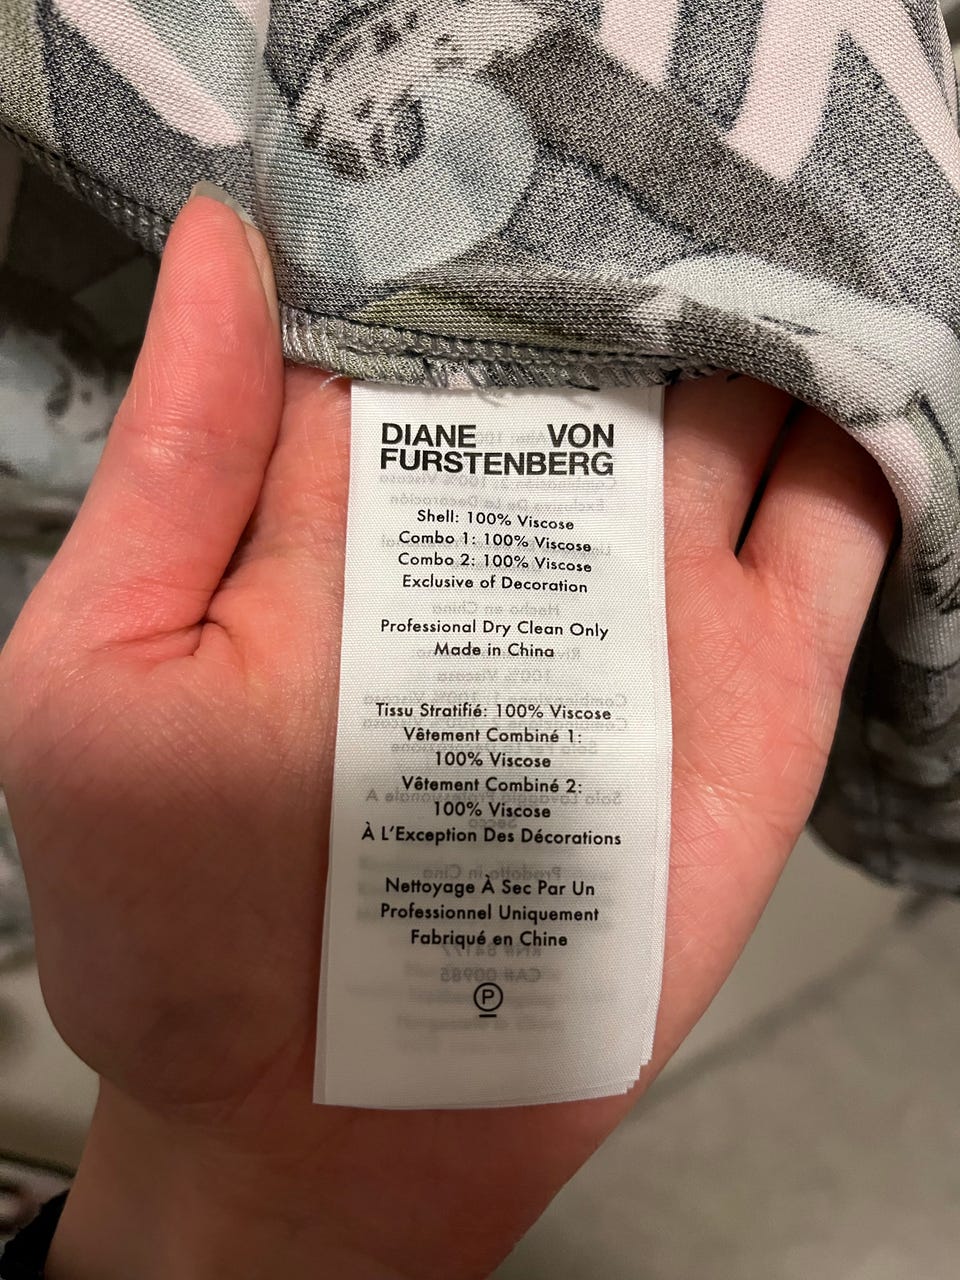 DIANE VON
FURSTENBERG
Shell: 100% Viscose
Combo 1: 100% Viscose
Combo 2: 100% Viscose
Exclusive of Decoration
Professional Dry Clean Only
Made in China
Tissu Stratifié: 100% Viscose
Vêtement Combiné 1:
100% Viscose
Vêtement Combiné 2:
100% Viscose
À L'Exception Des Décorations
Nettoyage À Sec Par Un
Professionnel Uniquement
Fabriqué en Chine
P